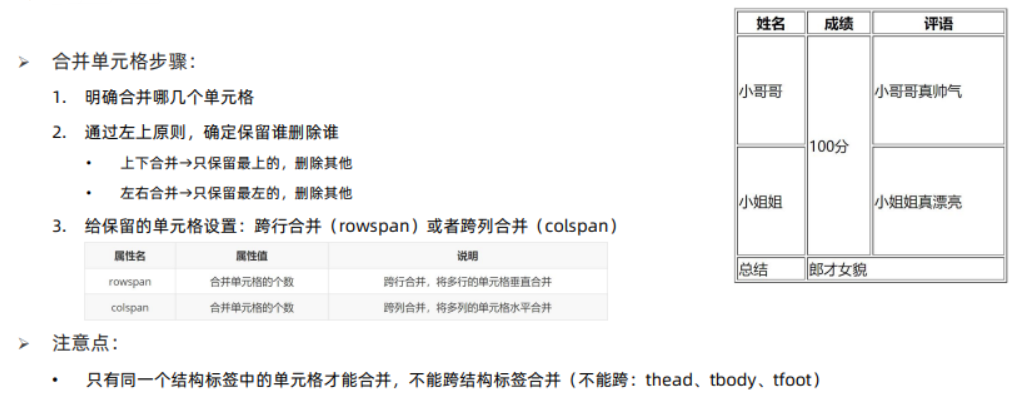 ➢ 合并单元格步骤：
1. 明确合并哪几个单元格
2. 通过左上原则，确定保留谁删除谁
• 上下合并→只保留最上的，删除其他
• 左右合并→只保留最左的，删除其他
3. 给保留的单元格设置：跨行合并（rowspan）或者跨列合并（colspan）
属性名 属性值 说明
rowspan 合并单元格的个数 跨行合并，将多行的单元格垂直合并
colspan 合并单元格的个数 跨列合并，将多列的单元格水平合并
➢ 注意点：
• 只有同一个结构标签中的单元格才能合并，不能跨结构标签合并（不能跨：thead、tbody、tfoot）
姓名 成绩 评语
小哥哥 100分 小哥哥真帅气
小姐姐 小姐姐真漂亮
总结 郎才女貌